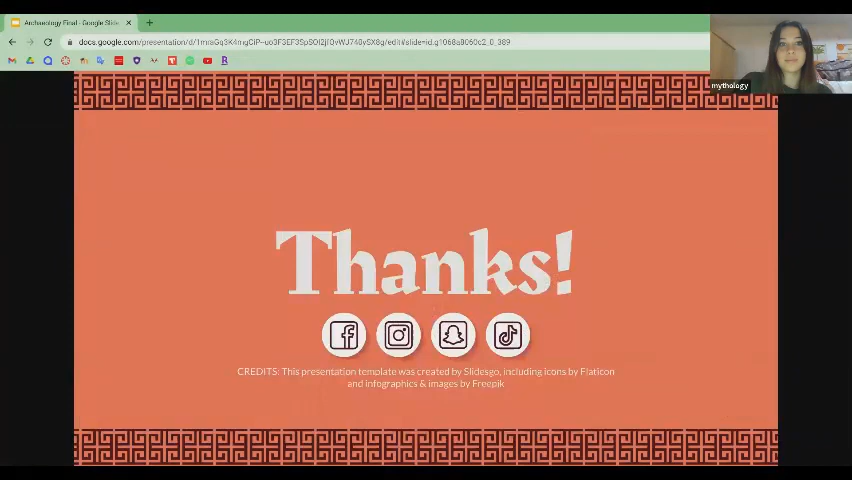 Archaeology Final - Google Slide
docs.google.com/presentation/d/
mythology
Thanks!
CREDITS: This presentation template was created by Slidesgo, including icons by Flaticon
and infographics & images by Freepik